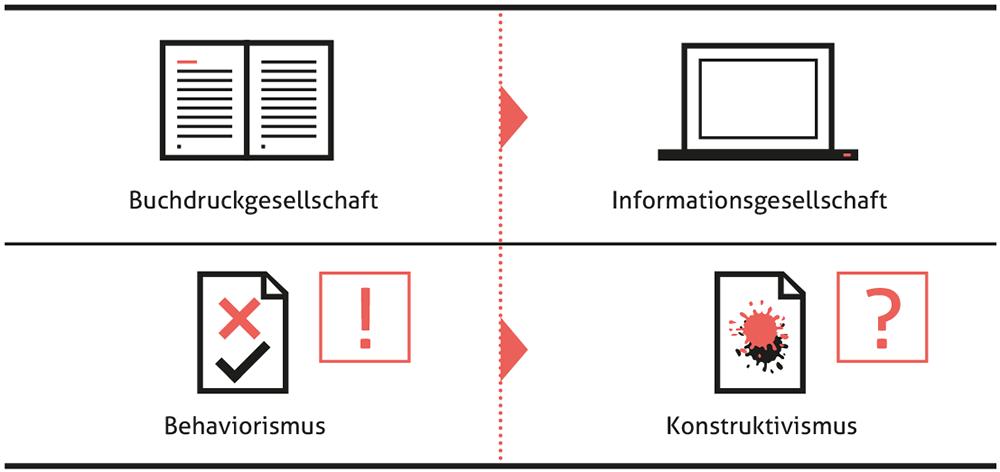 Buchdruckgesellschaft
Informationsgesellschaft
!
?
Behaviorismus
Konstruktivismus